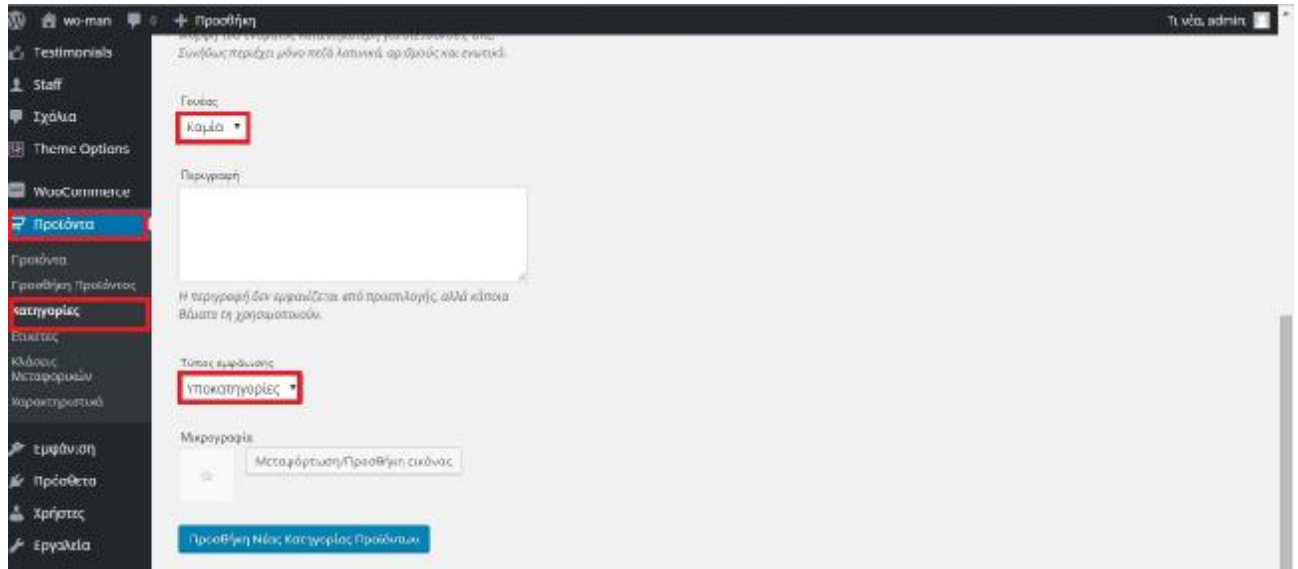 wo-man 0 + Προσθήκη Τι νέα, admin
Testimonials
Staff
Σχόλια
Theme Options
WooCommerce
Προϊόντα
Προϊόντα
Προσθήκη Προϊόντος
Κατηγορίες
Ετικέτες
Κλάσεις
Μεταφορικών
Χαρακτηριστικά
Εμφάνιση
Πρόσθετα
Χρήστες
Εργαλεία
Συνήθως περιέχει μόνο πεζά λατινικά, αριθμούς και ενωτικά.
Γονέας
Καμία
Περιγραφή
Η περιγραφή δεν εμφανίζεται από προεπιλογής, αλλά κάποια
θέματα τη χρησιμοποιούν.
Τύπος εμφάνισης
Υποκατηγορίες
Μικρογραφία
Μεταφόρτωση/Προσθήκη εικόνας
Προσθήκη Νέας Κατηγορίας Προϊόντων